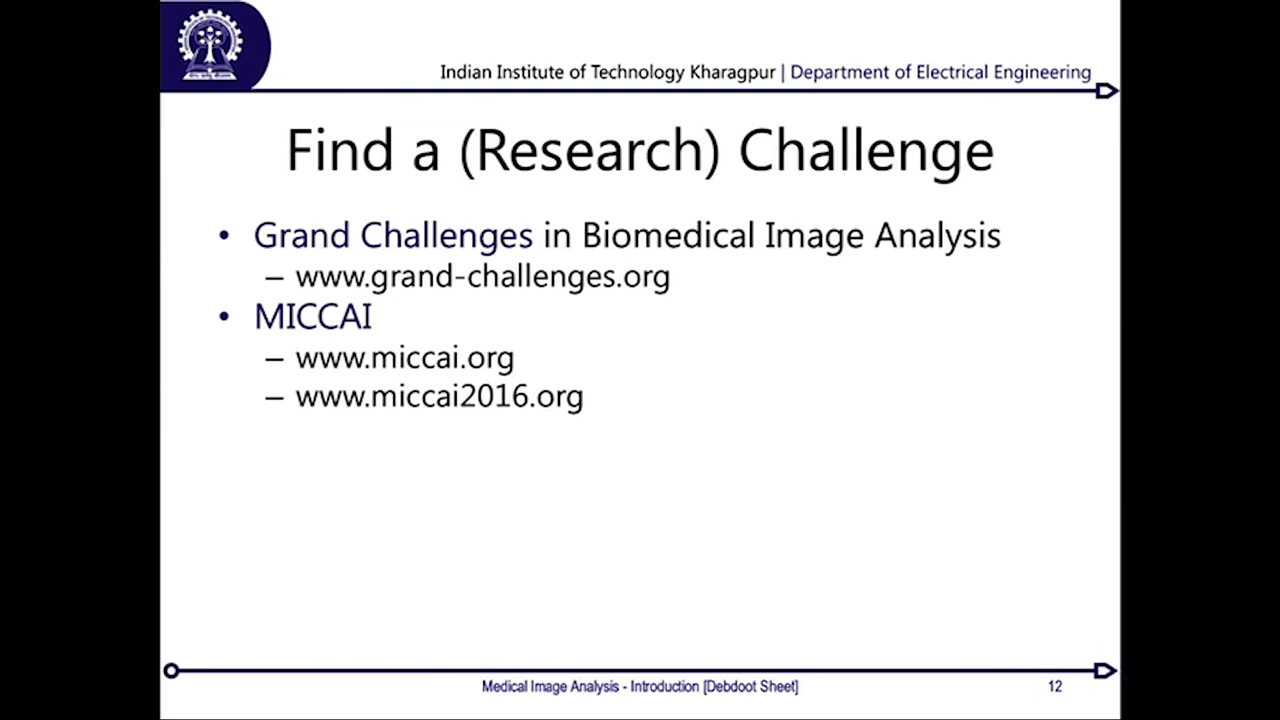 Indian Institute of Technology Kharagpur | Department of Electrical Engineering
Find a (Research) Challenge
• Grand Challenges in Biomedical Image Analysis
– www.grand-challenges.org
• MICCAI
– www.miccai.org
– www.miccai2016.org
Medical Image Analysis - Introduction [Debdoot Sheet] 12